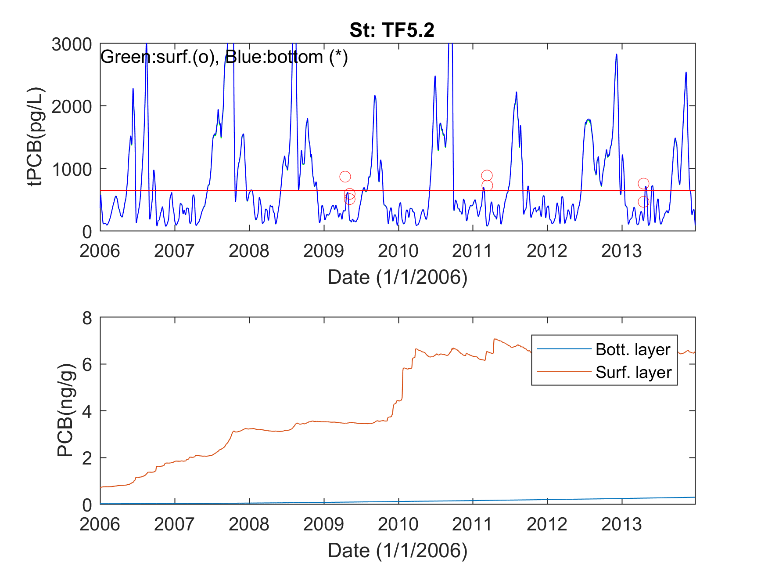 St: TF5.2
3000
Green:surf.(o), Blue:bottom (*)
2000
1000
0
tPCB(pg/L)
2006 2007 2008 2009 2010 2011 2012 2013
Date (1/1/2006)
8
6
4
2
0
PCB(ng/g)
Bott. layer
Surf. layer
2006 2007 2008 2009 2010 2011 2012 2013
Date (1/1/2006)